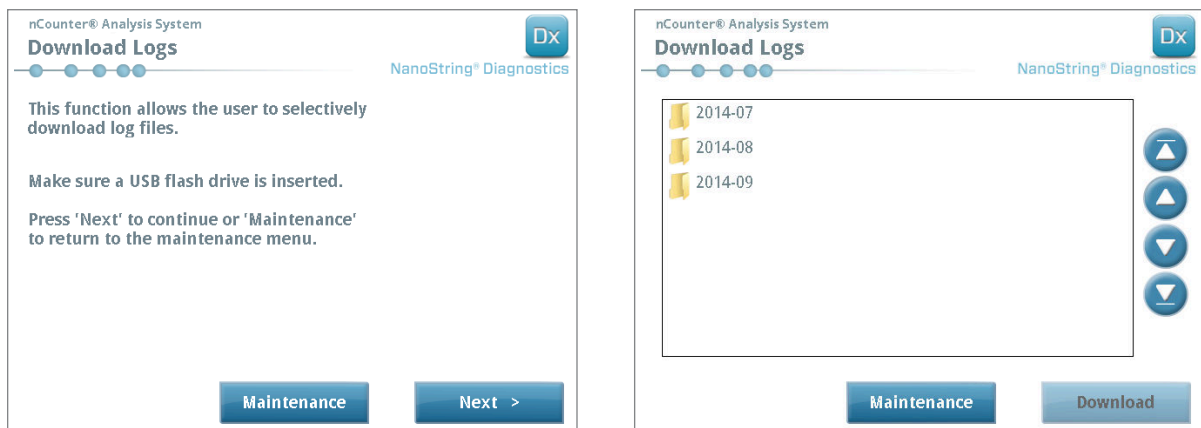 nCounter® Analysis System
Download Logs
Dx
NanoString® Diagnostics
This function allows the user to selectively
download log files.
Make sure a USB flash drive is inserted.
Press 'Next' to continue or 'Maintenance'
to return to the maintenance menu.
Maintenance
Next >
nCounter® Analysis System
Download Logs
Dx
NanoString® Diagnostics
2014-07
2014-08
2014-09
Maintenance
Download